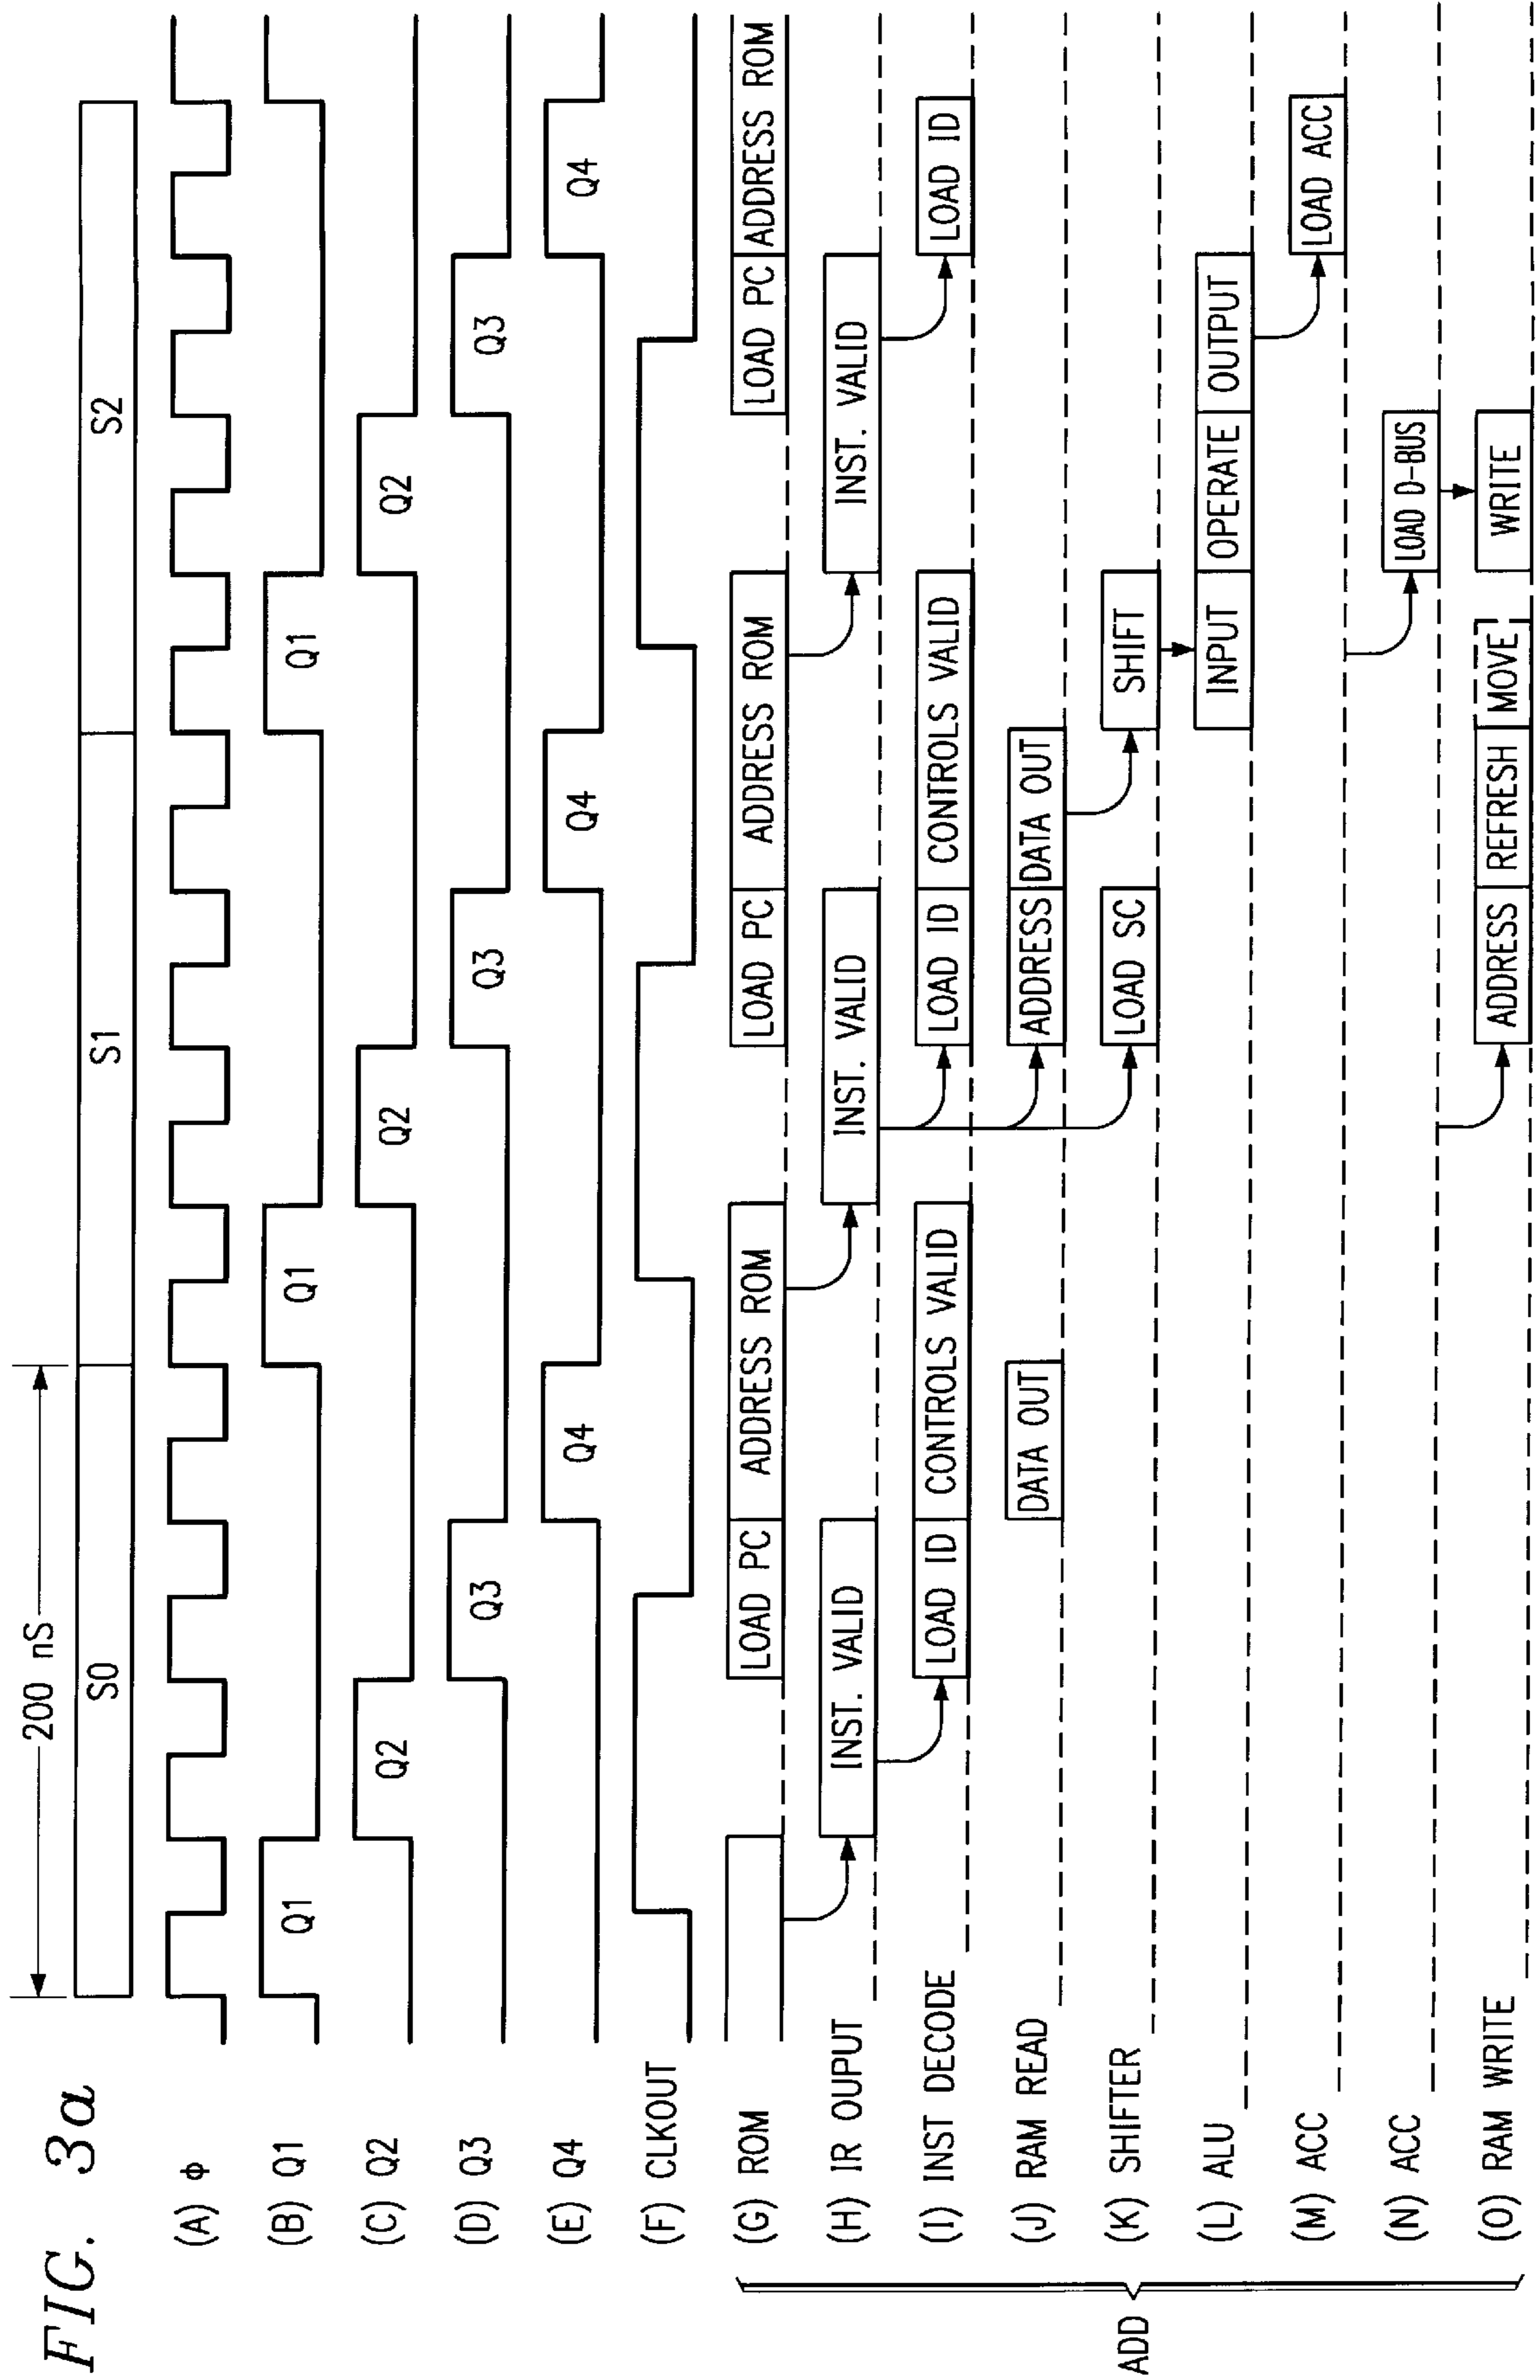 FIG. 3a
200 nS
S0 S1 S2
(A) Φ
(B) Q1 Q1 Q1 Q1
(C) Q2 Q2 Q2 Q2
(D) Q3 Q3 Q3 Q3
(E) Q4 Q4 Q4 Q4
(F) CLKOUT
ADD
(G) ROM LOAD PC ADDRESS ROM LOAD PC ADDRESS ROM LOAD PC ADDRESS ROM
(H) IR OUPUT INST. VALID INST. VALID INST. VALID
(I) INST DECODE LOAD ID CONTROLS VALID LOAD ID CONTROLS VALID LOAD ID
(J) RAM READ DATA OUT ADDRESS DATA OUT
(K) SHIFTER LOAD SC SHIFT
(L) ALU INPUT OPERATE OUTPUT
(M) ACC LOAD ACC
(N) ACC LOAD D-BUS
(O) RAM WRITE ADDRESS REFRESH MOVE WRITE